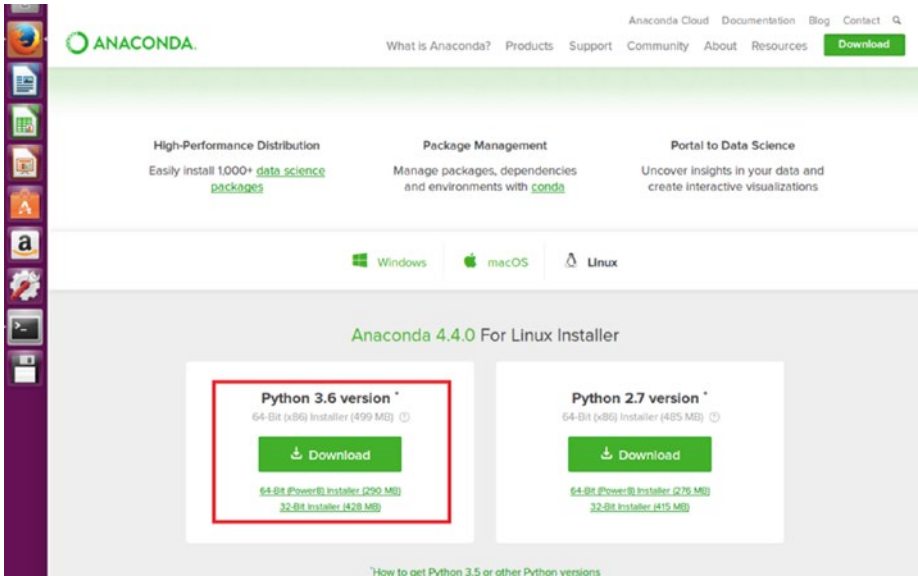 Anaconda Cloud Documentation Blog Contact
ANACONDA.
What is Anaconda? Products Support Community About Resources Download
High-Performance Distribution
Easily install 1,000+ data science
packages
Package Management
Manage packages, dependencies
and environments with conda
Portal to Data Science
Uncover insights in your data and
create interactive visualizations
Windows macOS Linux
Anaconda 4.4.0 For Linux Installer
Python 3.6 version *
64-Bit (x86) Installer (499 MB) ?
Download
64-Bit (Power8) Installer (290 MB)
32-Bit Installer (428 MB)
Python 2.7 version *
64-Bit (x86) Installer (485 MB) ?
Download
64-Bit (Power8) Installer (276 MB)
32-Bit Installer (415 MB)
*How to get Python 3.5 or other Python versions